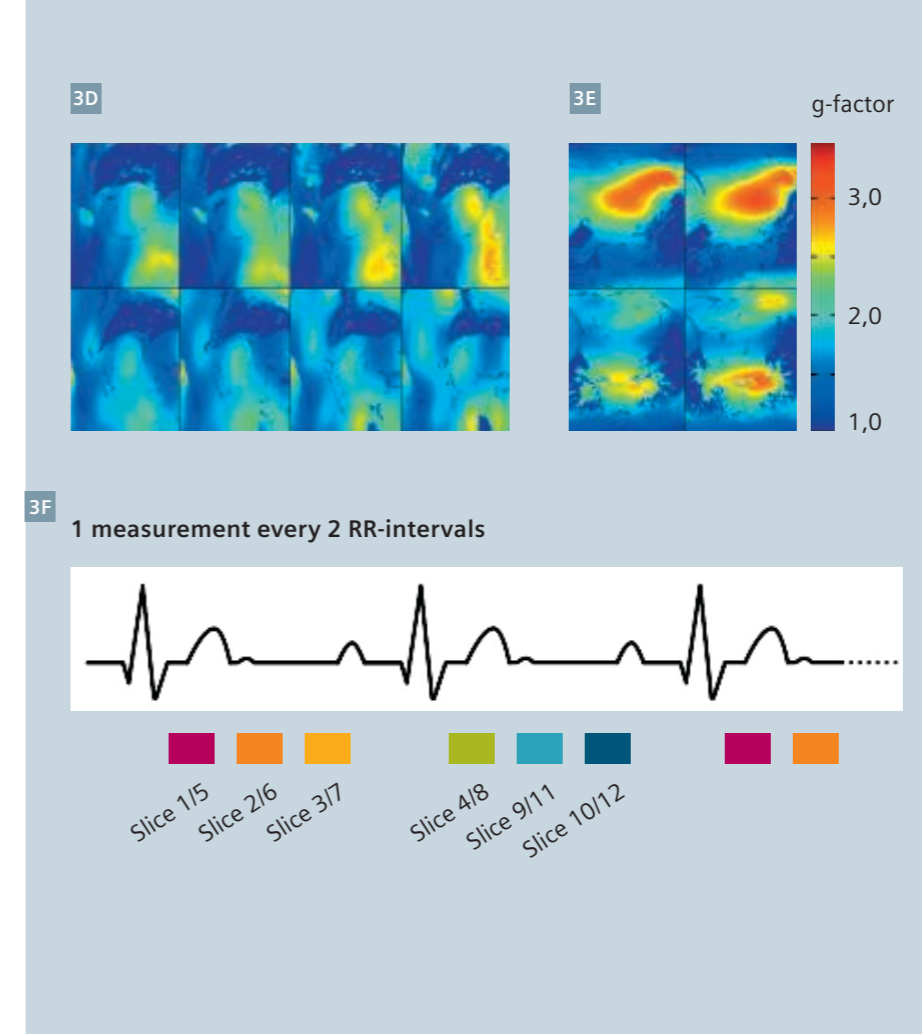 3D
3E
g-factor
3,0
2,0
1,0
3F
1 measurement every 2 RR-intervals
Slice 1/5
Slice 2/6
Slice 3/7
Slice 4/8
Slice 9/11
Slice 10/12